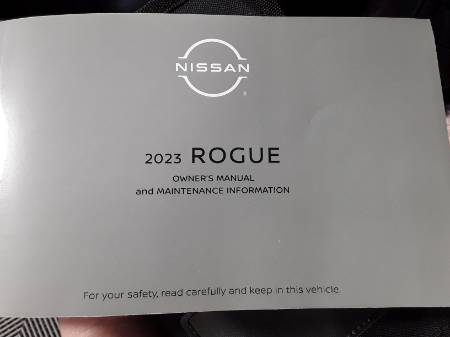 NISSAN
2023 ROGUE
OWNER'S MANUAL
and MAINTENANCE INFORMATION
For your safety, read carefully and keep in this vehicle.